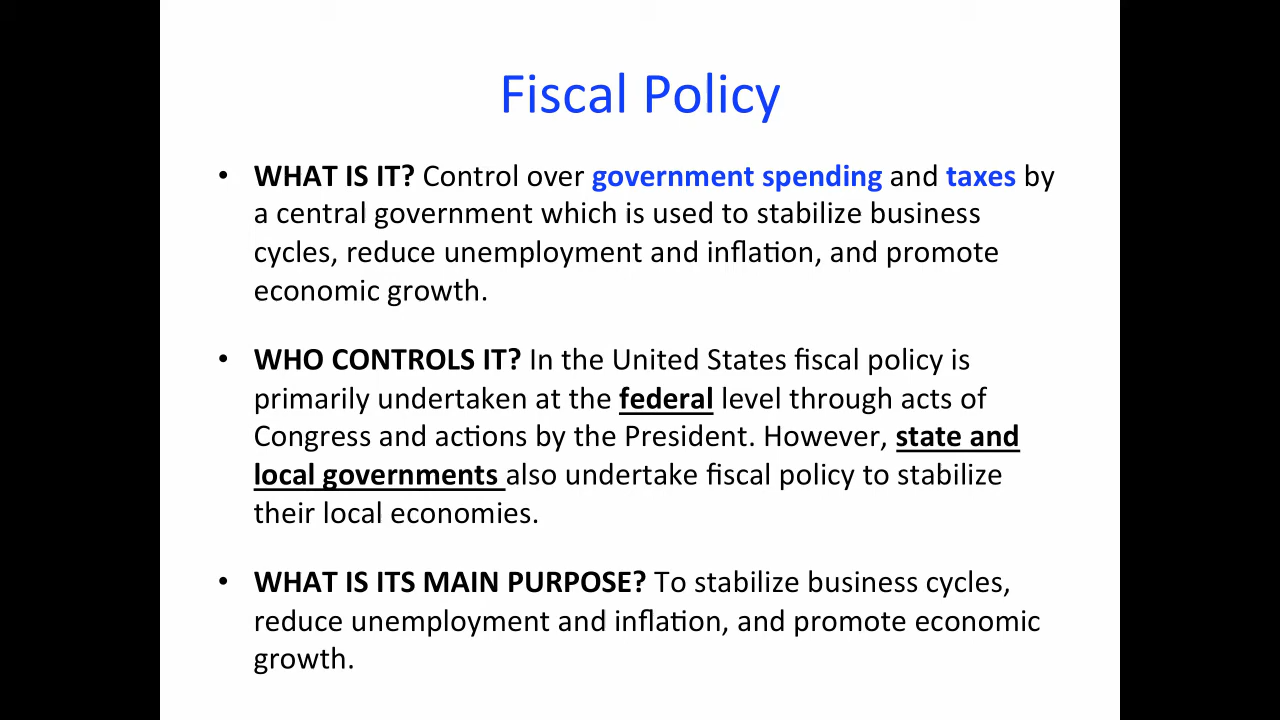 Fiscal Policy
• WHAT IS IT? Control over government spending and taxes by
a central government which is used to stabilize business
cycles, reduce unemployment and inflation, and promote
economic growth.
• WHO CONTROLS IT? In the United States fiscal policy is
primarily undertaken at the federal level through acts of
Congress and actions by the President. However, state and
local governments also undertake fiscal policy to stabilize
their local economies.
• WHAT IS ITS MAIN PURPOSE? To stabilize business cycles,
reduce unemployment and inflation, and promote economic
growth.